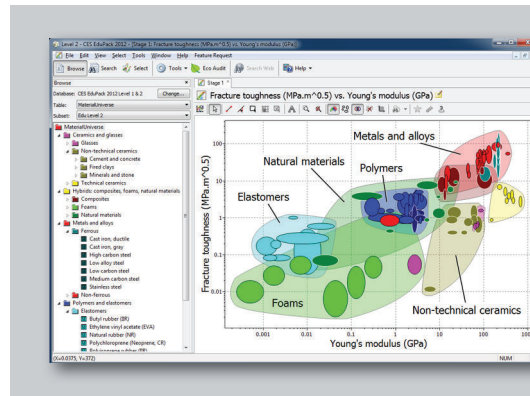 Level 2 - CES EduPack 2012 - [Stage 1: Fracture toughness (MPa.m^0.5) vs. Young's modulus (GPa)]
File Edit View Select Tools Window Help Feature Request
Browse Search Select Tools Eco Audit Search Web Help
Browse
Stage 1
Database: CES EduPack 2012 Level 1 & 2 Change...
Table: MaterialUniverse
Subset: Edu Level 2
Fracture toughness (MPa.m^0.5) vs. Young's modulus (GPa)
MaterialUniverse
Ceramics and glasses
Glasses
Non-technical ceramics
Cement and concrete
Fired clays
Minerals and stone
Technical ceramics
Hybrids: composites, foams, natural materials
Composites
Foams
Natural materials
Metals and alloys
Ferrous
Cast iron, ductile
Cast iron, gray
High carbon steel
Low alloy steel
Low carbon steel
Medium carbon steel
Stainless steel
Non-ferrous
Polymers and elastomers
Elastomers
Butyl rubber (BR)
Ethylene vinyl acetate (EVA)
Natural rubber (NR)
Polychloroprene (Neoprene, CR)
Polyisoprene rubber (IR)
Fracture toughness (MPa.m^0.5)
100
10
1
0.1
0.01
Metals and alloys
Natural materials
Polymers
Elastomers
Foams
Non-technical ceramics
0.001 0.01 0.1 1 10 100 1000
Young's modulus (GPa)
(X=0.0375, Y=372) NUM